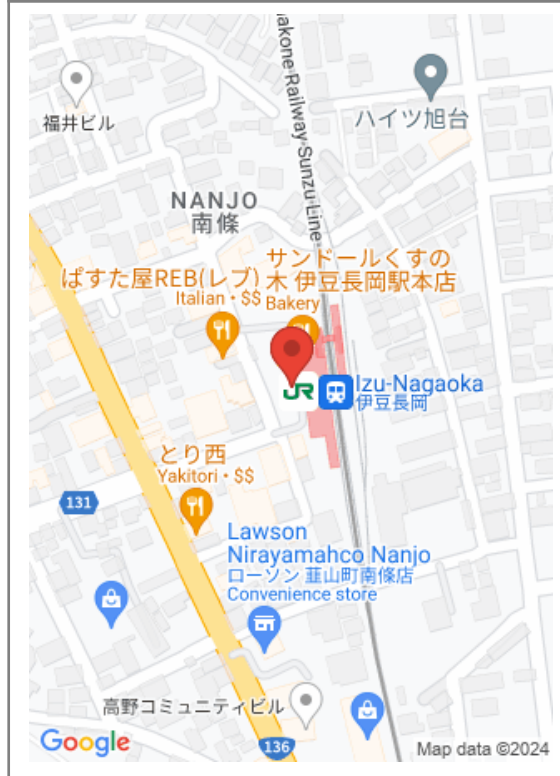 akone-Railway-Sunzu-Line
福井ビル
ハイツ旭台
NANJO
南條
サンドールくすの
木 伊豆長岡駅本店
Bakery
ぱすた屋REB(レブ)
Italian • $$
JR
Izu-Nagaoka
伊豆長岡
とり西
Yakitori • $$
131
Lawson
Nirayamahco Nanjo
ローソン 韮山町南條店
Convenience store
高野コミュニティビル
136
Google
Map data ©2024